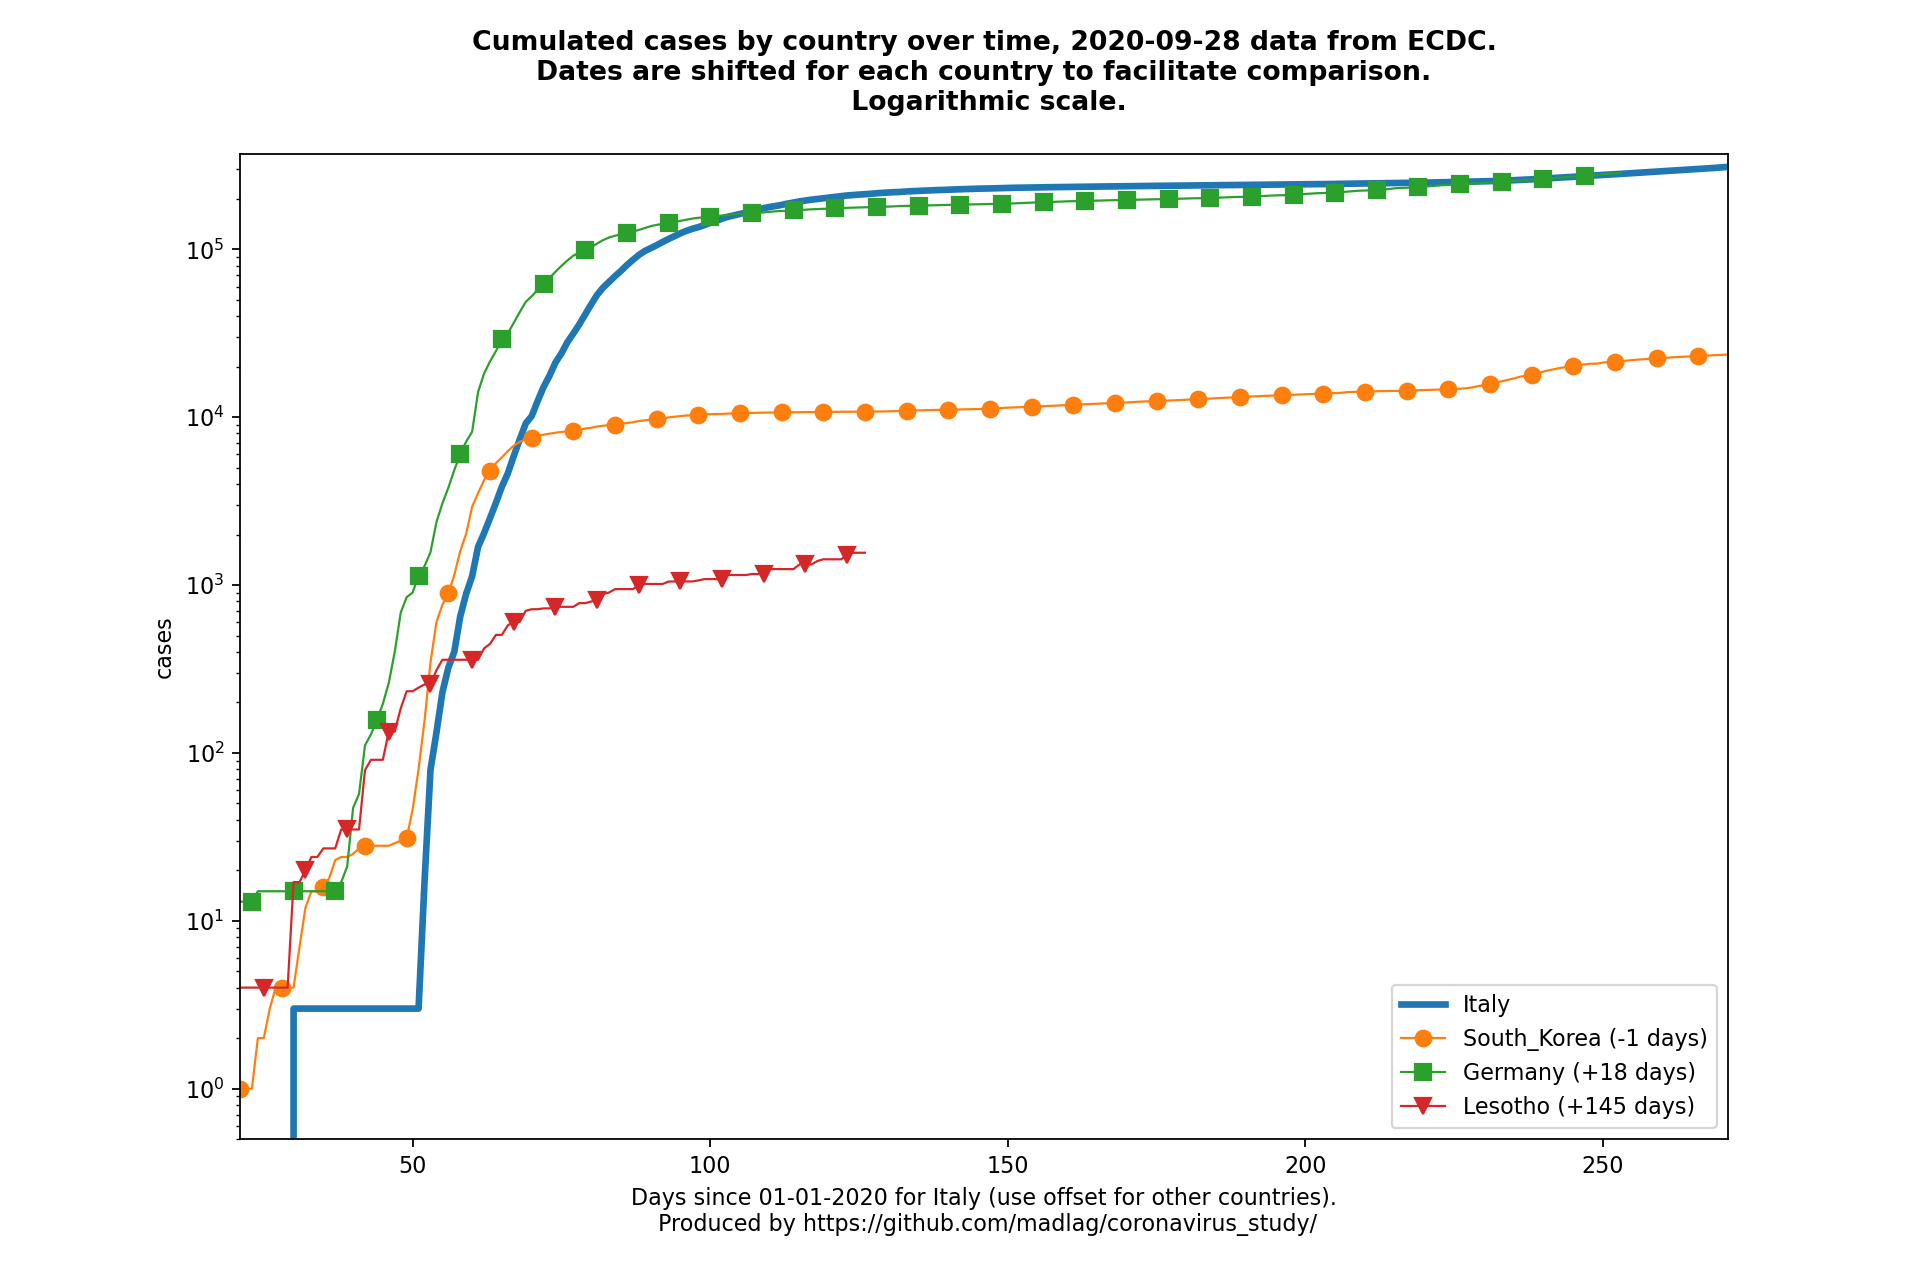 Cumulated cases by country over time, 2020-09-28 data from ECDC.
Dates are shifted for each country to facilitate comparison.
Logarithmic scale.
10^5
10^4
10^3
10^2
10^1
10^0
cases
Italy
South_Korea (-1 days)
Germany (+18 days)
Lesotho (+145 days)
50 100 150 200 250
Days since 01-01-2020 for Italy (use offset for other countries).
Produced by https://github.com/madlag/coronavirus_study/